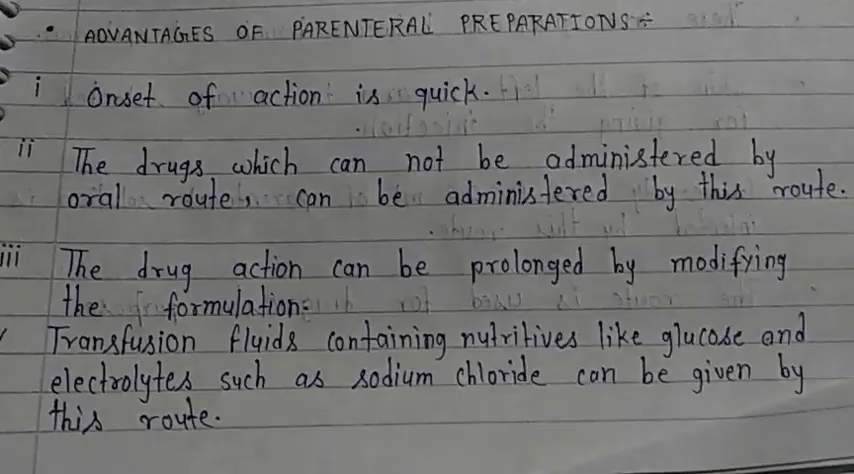 • ADVANTAGES OF PARENTERAL PREPARATIONS÷
i Onset of action is quick.
ii The drugs which can not be administered by
oral route, can be administered by this route.
iii The drug action can be prolonged by modifying
the formulation.
Transfusion fluids containing nutritives like glucose and
electrolytes such as sodium chloride can be given by
this route.